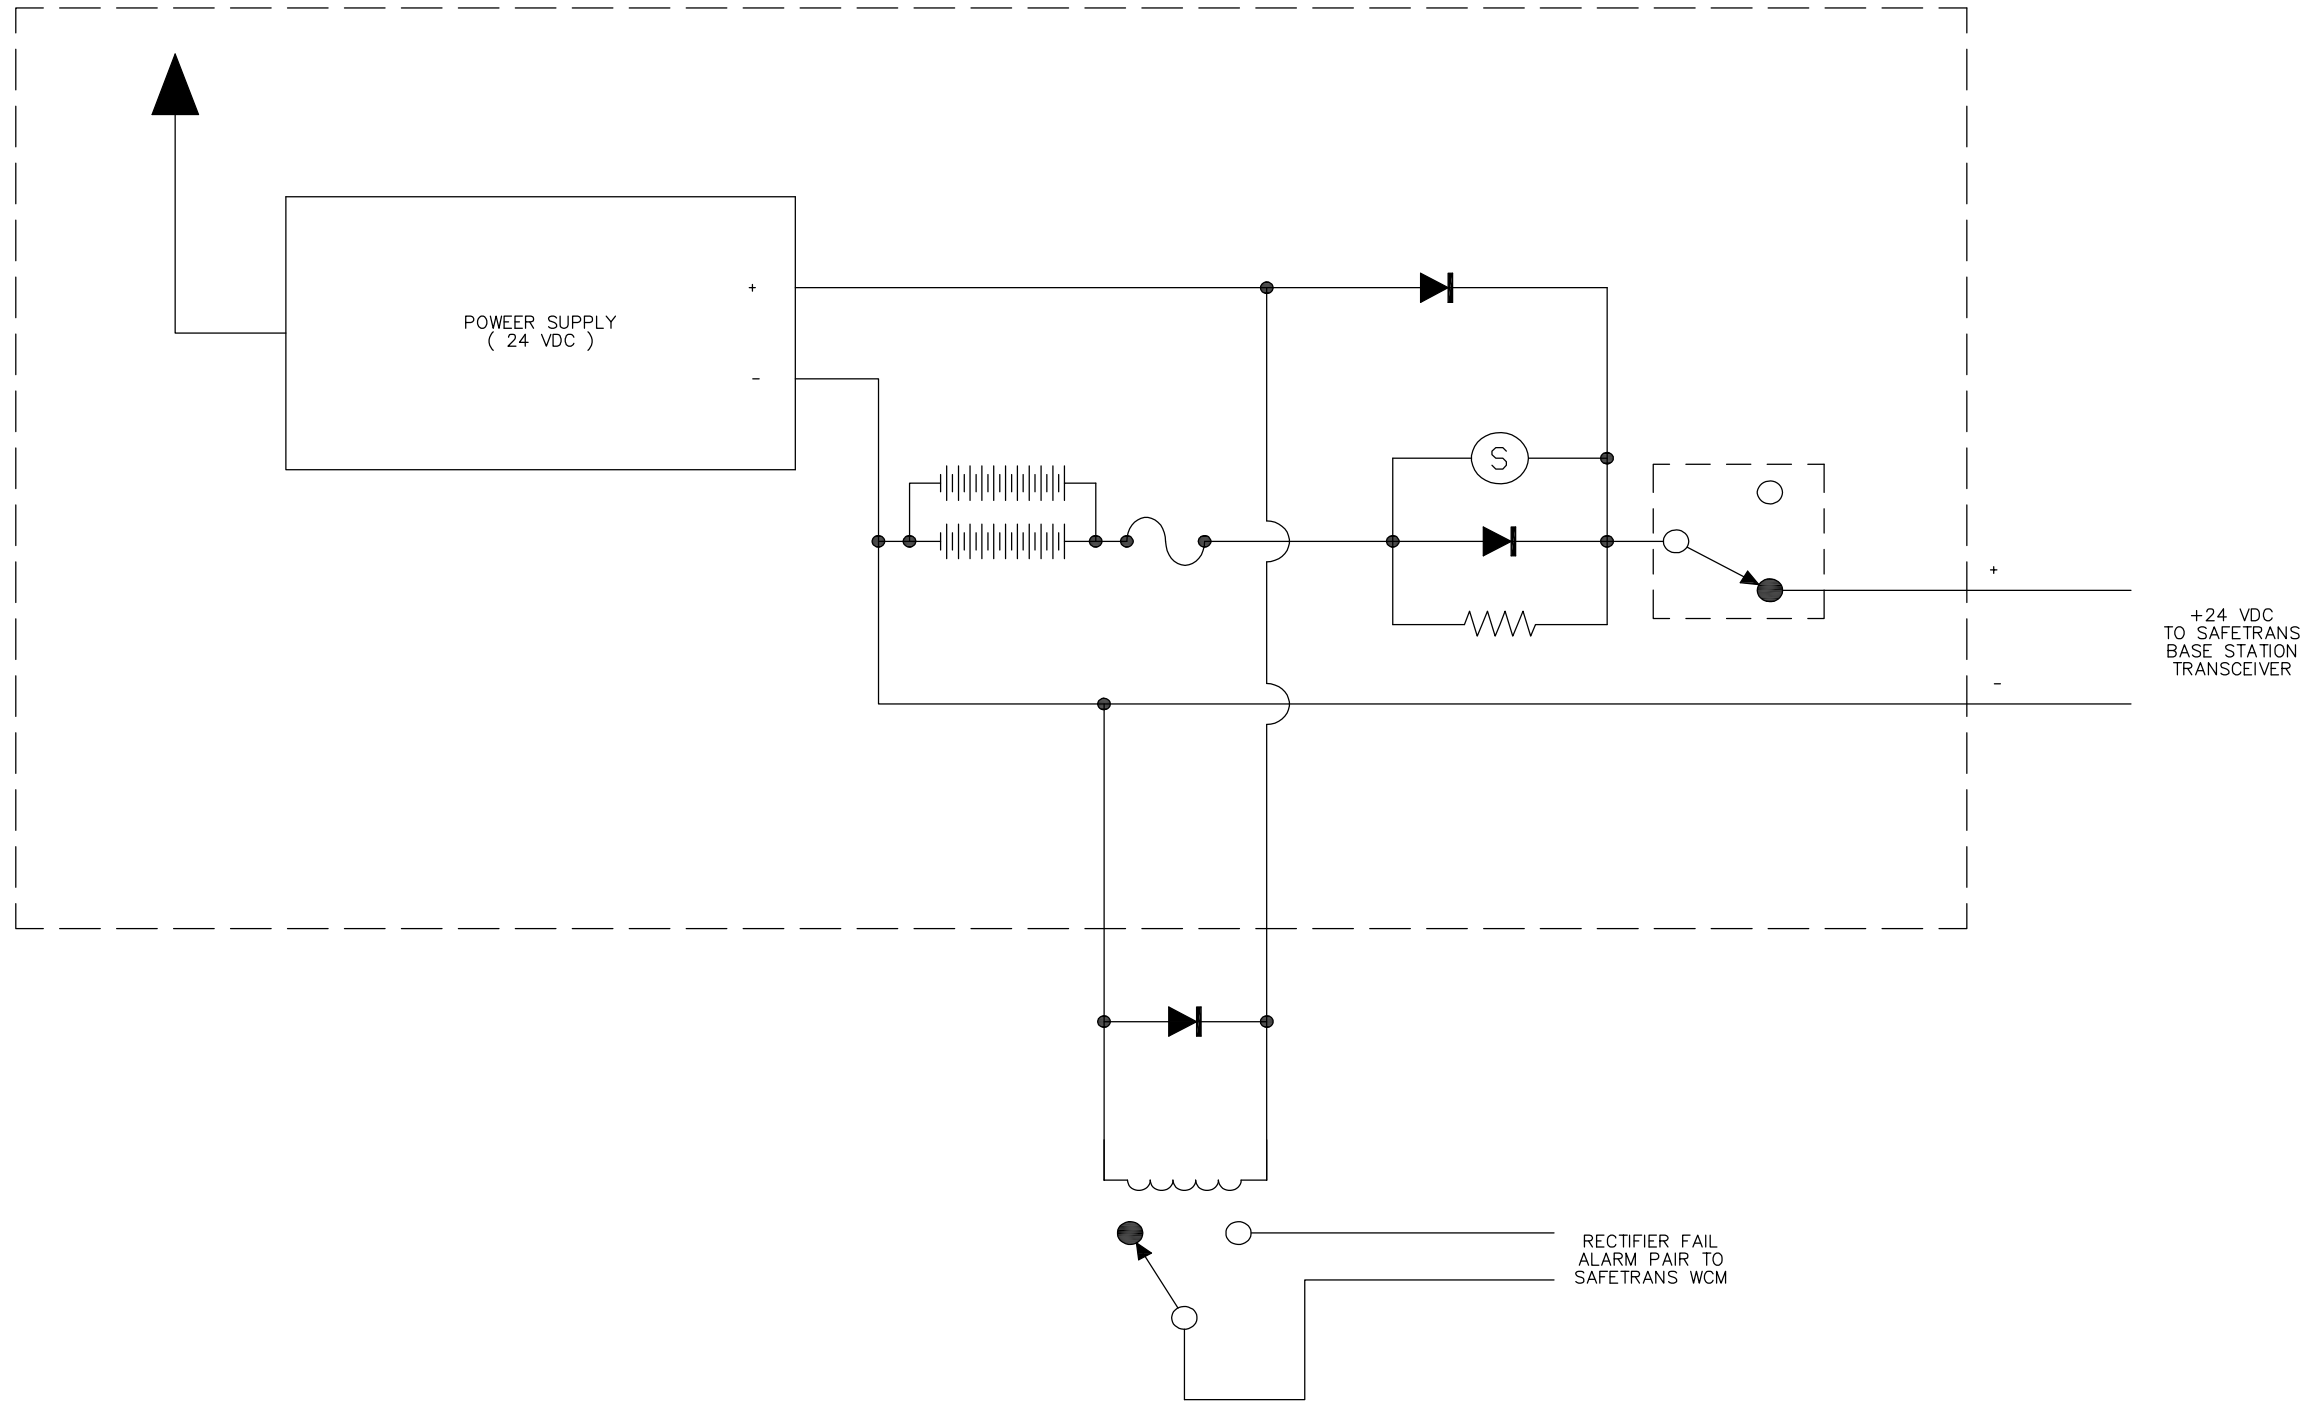 +
POWEER SUPPLY
( 24 VDC )
-
S
+
+24 VDC
TO SAFETRANS
BASE STATION
TRANSCEIVER
-
RECTIFIER FAIL
ALARM PAIR TO
SAFETRANS WCM